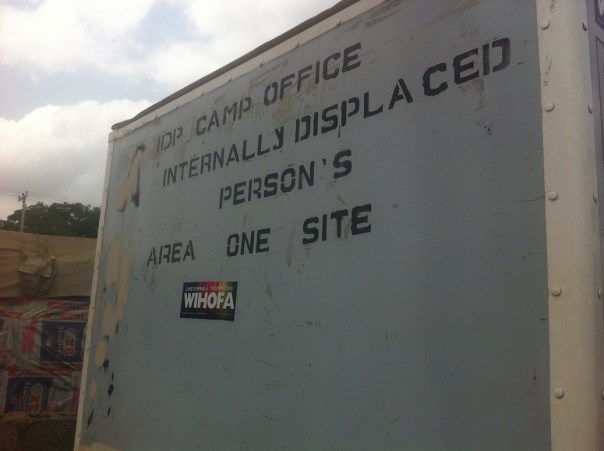 IDP CAMP OFFICE
INTERNALLY DISPLACED
PERSON'S
AREA ONE SITE
WIHOFA